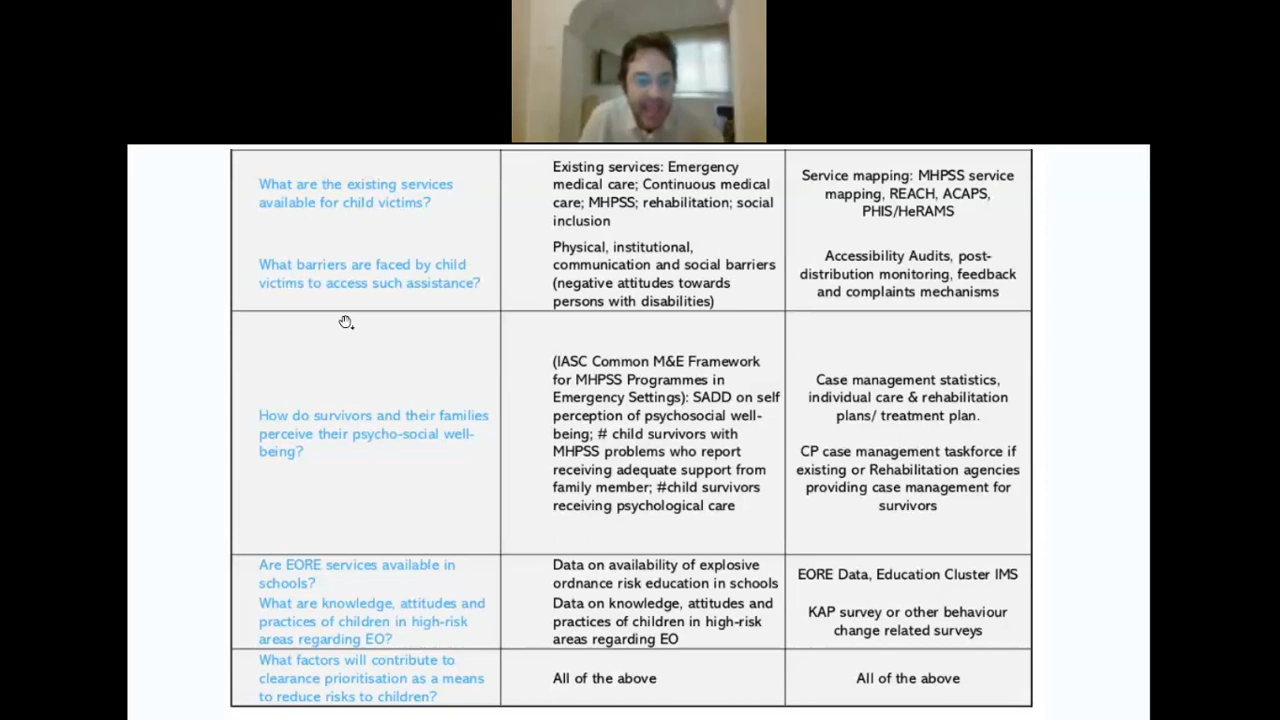 What are the existing services
available for child victims?
Existing services: Emergency
medical care; Continuous medical
care; MHPSS; rehabilitation; social
inclusion
Service mapping: MHPSS service
mapping, REACH, ACAPS,
PHIS/HeRAMS
What barriers are faced by child
victims to access such assistance?
Physical, institutional,
communication and social barriers
(negative attitudes towards
persons with disabilities)
Accessibility Audits, post-
distribution monitoring, feedback
and complaints mechanisms
How do survivors and their families
perceive their psycho-social well-
being?
(IASC Common M&E Framework
for MHPSS Programmes in
Emergency Settings): SADD on self
perception of psychosocial well-
being; # child survivors with
MHPSS problems who report
receiving adequate support from
family member; #child survivors
receiving psychological care
Case management statistics,
individual care & rehabilitation
plans/ treatment plan.
CP case management taskforce if
existing or Rehabilitation agencies
providing case management for
survivors
Are EORE services available in
schools?
Data on availability of explosive
ordnance risk education in schools
EORE Data, Education Cluster IMS
What are knowledge, attitudes and
practices of children in high-risk
areas regarding EO?
Data on knowledge, attitudes and
practices of children in high-risk
areas regarding EO
KAP survey or other behaviour
change related surveys
What factors will contribute to
clearance prioritisation as a means
to reduce risks to children?
All of the above
All of the above